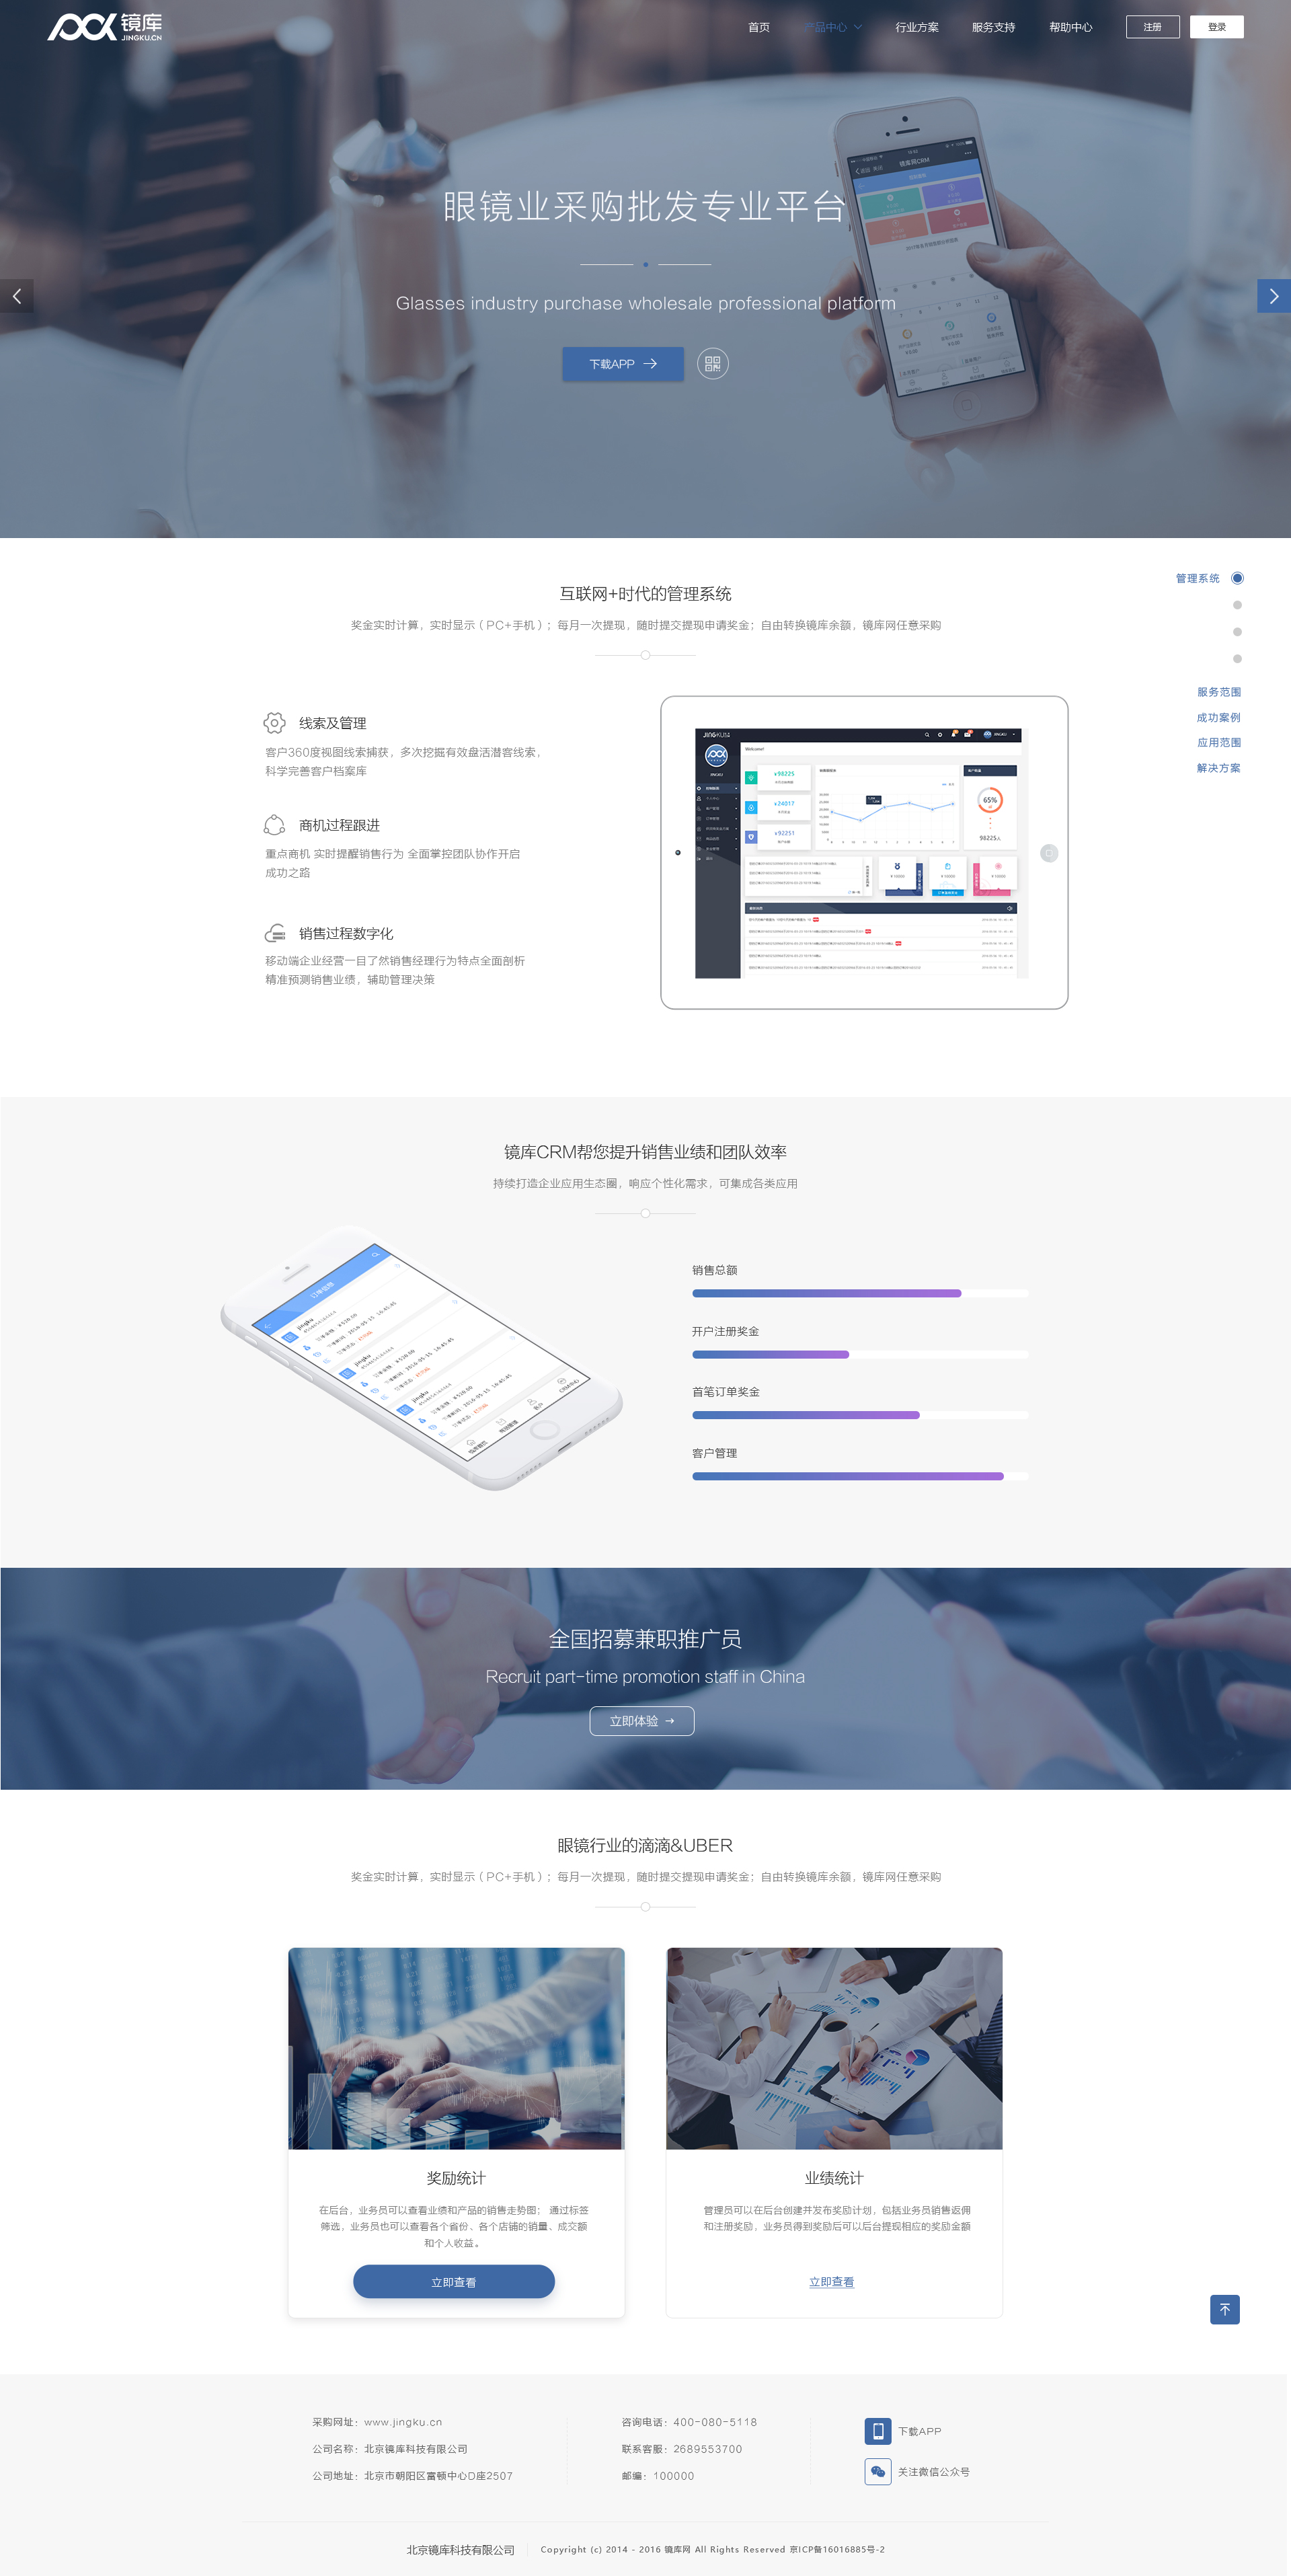 镜库
JINGKU.CN
首页
产品中心
行业方案
服务支持
帮助中心
注册
登录
眼镜业采购批发专业平台
Glasses industry purchase wholesale professional platform
下载APP
镜库网CRM
互联网+时代的管理系统
奖金实时计算，实时显示（PC+手机）；每月一次提现，随时提交提现申请奖金；自由转换镜库余额，镜库网任意采购
管理系统
服务范围
成功案例
应用范围
解决方案
线索及管理
客户360度视图线索捕获，多次挖掘有效盘活潜客线索，
科学完善客户档案库
商机过程跟进
重点商机 实时提醒销售行为 全面掌控团队协作开启
成功之路
销售过程数字化
移动端企业经营一目了然销售经理行为特点全面剖析
精准预测销售业绩，辅助管理决策
Welcome!
JINGKU
¥98225
¥24017
¥92251
65%
98225人
镜库CRM帮您提升销售业绩和团队效率
持续打造企业应用生态圈，响应个性化需求，可集成各类应用
订单信息
jingku
jingku
jingku
销售总额
开户注册奖金
首笔订单奖金
客户管理
全国招募兼职推广员
Recruit part-time promotion staff in China
立即体验
眼镜行业的滴滴&UBER
奖金实时计算，实时显示（PC+手机）；每月一次提现，随时提交提现申请奖金；自由转换镜库余额，镜库网任意采购
奖励统计
在后台，业务员可以查看业绩和产品的销售走势图； 通过标签
筛选，业务员也可以查看各个省份、各个店铺的销量、成交额
和个人收益。
立即查看
业绩统计
管理员可以在后台创建并发布奖励计划，包括业务员销售返佣
和注册奖励，业务员得到奖励后可以后台提现相应的奖励金额
立即查看
采购网址：www.jingku.cn
公司名称：北京镜库科技有限公司
公司地址：北京市朝阳区富顿中心D座2507
咨询电话：400-080-5118
联系客服：2689553700
邮编：100000
下载APP
关注微信公众号
北京镜库科技有限公司
Copyright (c) 2014 - 2016 镜库网 All Rights Reserved 京ICP备16016885号-2